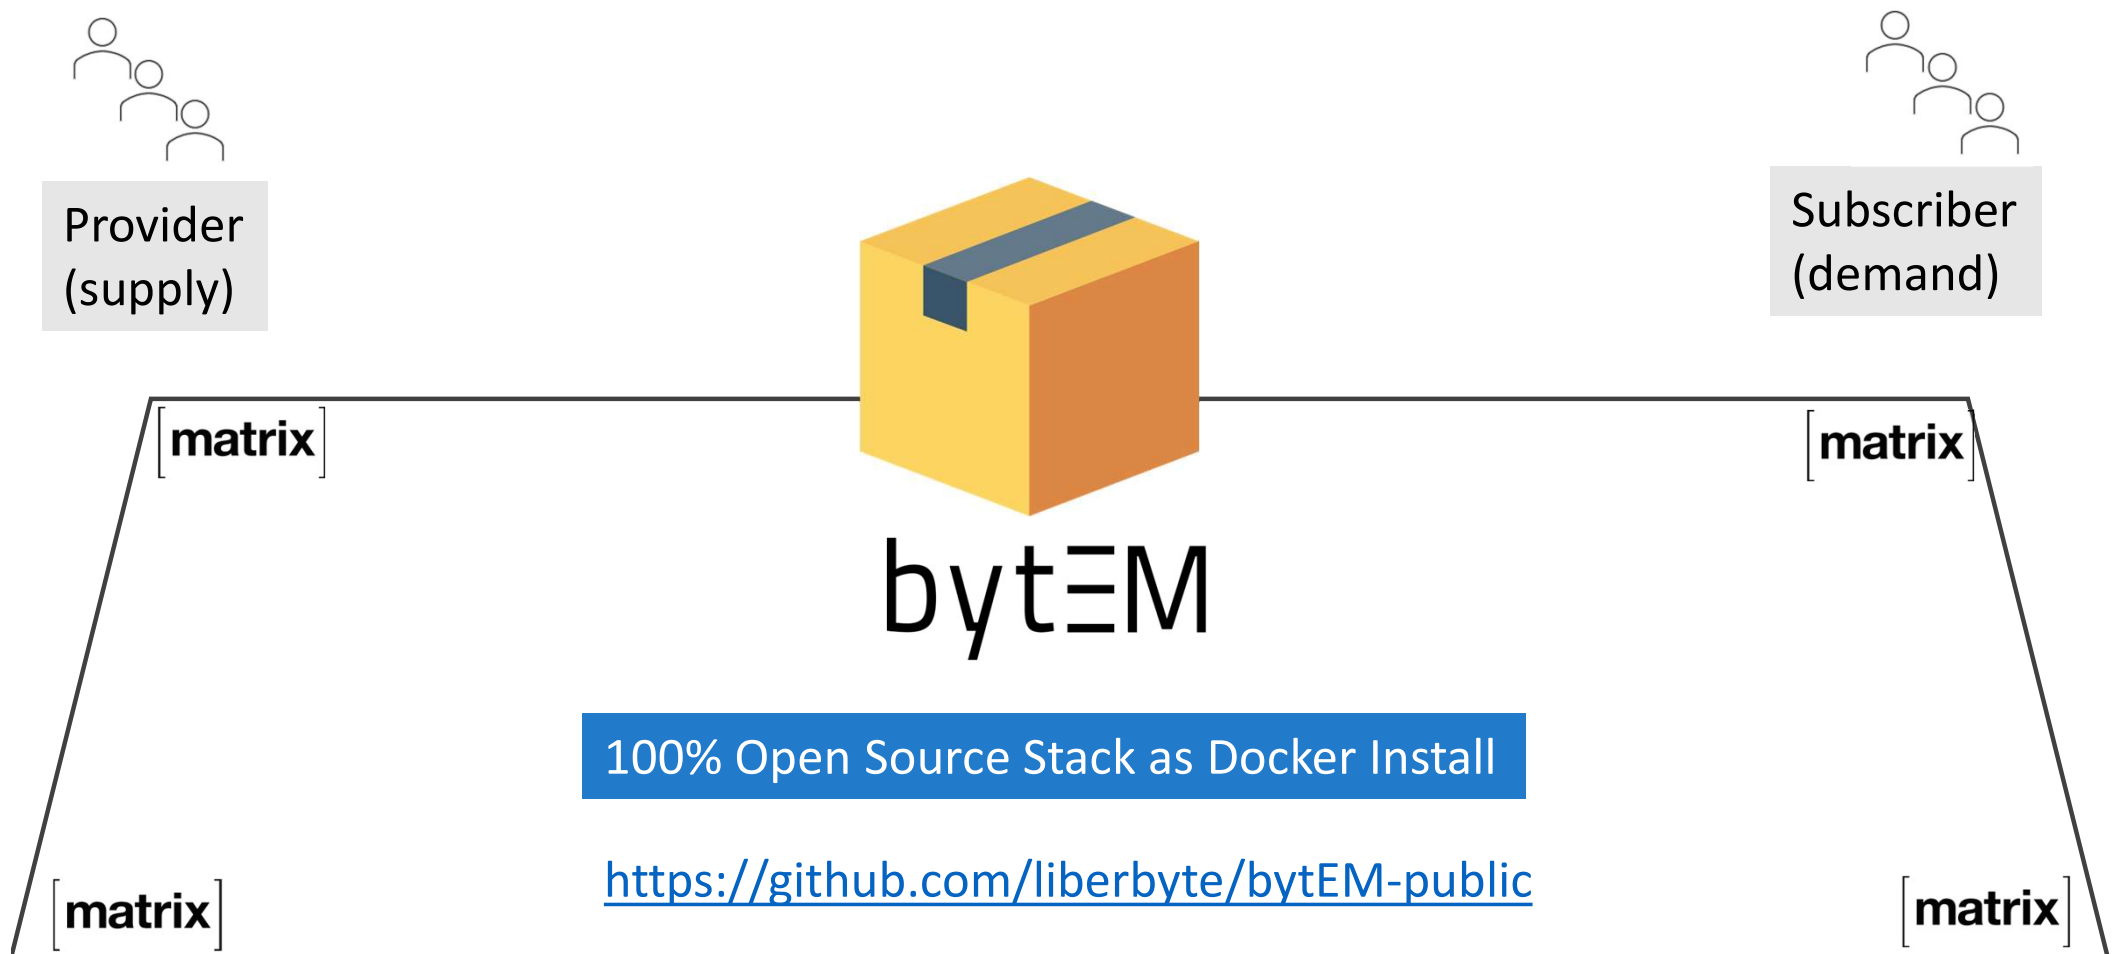 Provider
(supply)
Subscriber
(demand)
[matrix]
[matrix]
bytEM
100% Open Source Stack as Docker Install
https://github.com/liberbyte/bytEM-public
[matrix]
[matrix]